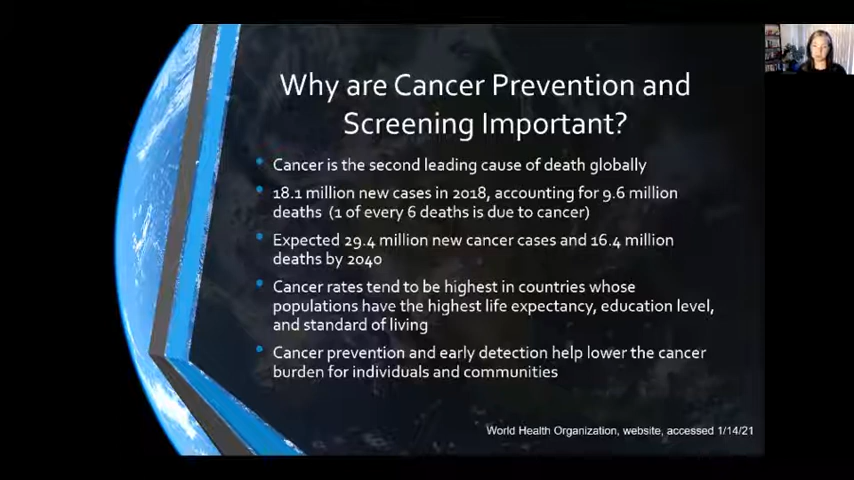 Why are Cancer Prevention and
Screening Important?
Cancer is the second leading cause of death globally
18.1 million new cases in 2018, accounting for 9.6 million
deaths (1 of every 6 deaths is due to cancer)
Expected 29.4 million new cancer cases and 16.4 million
deaths by 2040
Cancer rates tend to be highest in countries whose
populations have the highest life expectancy, education level,
and standard of living
Cancer prevention and early detection help lower the cancer
burden for individuals and communities
World Health Organization, website, accessed 1/14/21